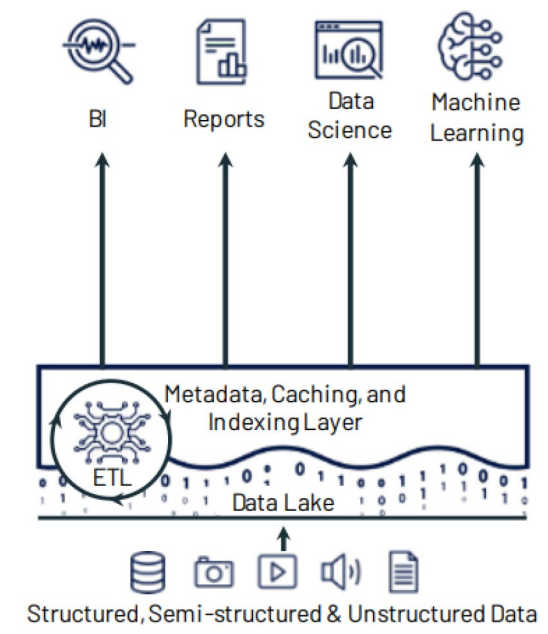 BI
Reports
Data
Science
Machine
Learning
Metadata, Caching, and
Indexing Layer
ETL
Data Lake
Structured, Semi-structured & Unstructured Data